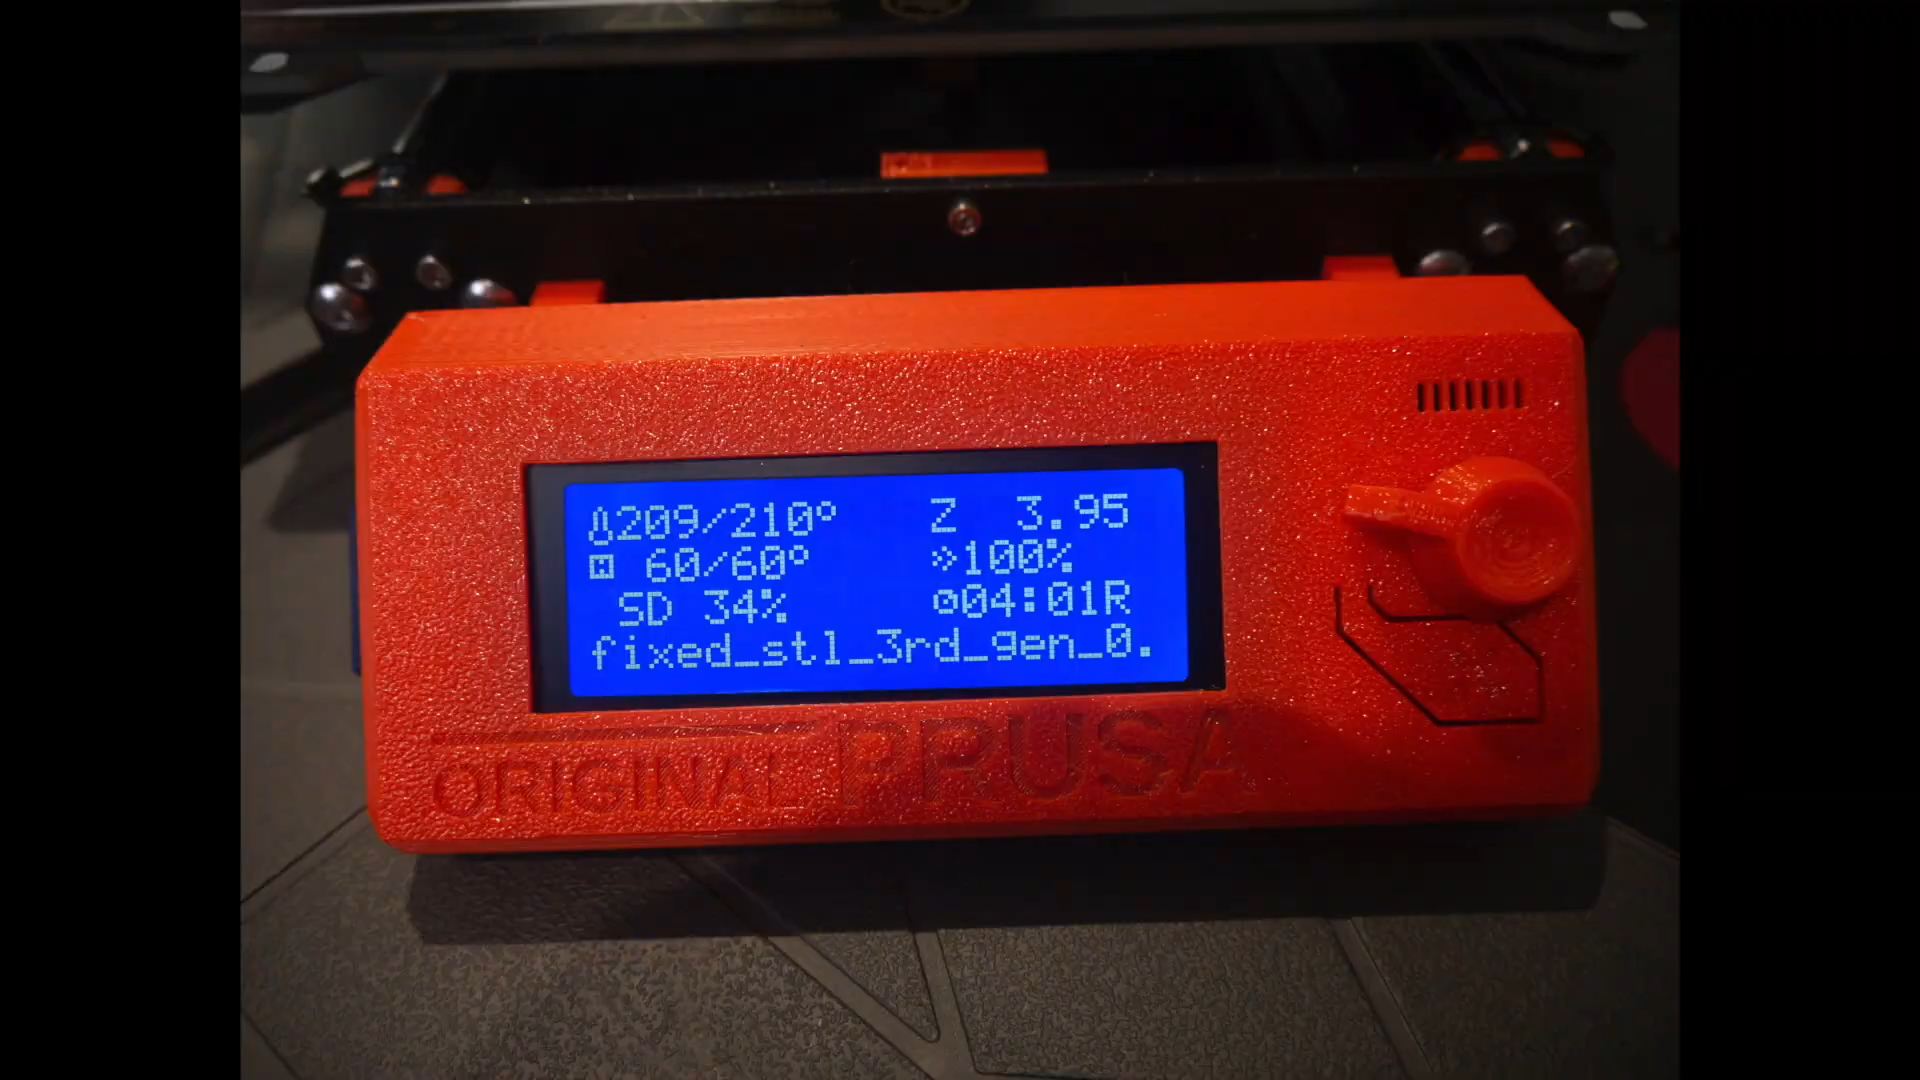 209/210° Z 3.95
60/60° 100%
SD 34% 04:01R
fixed_stl_3rd_gen_0.
ORIGINAL PRUSA